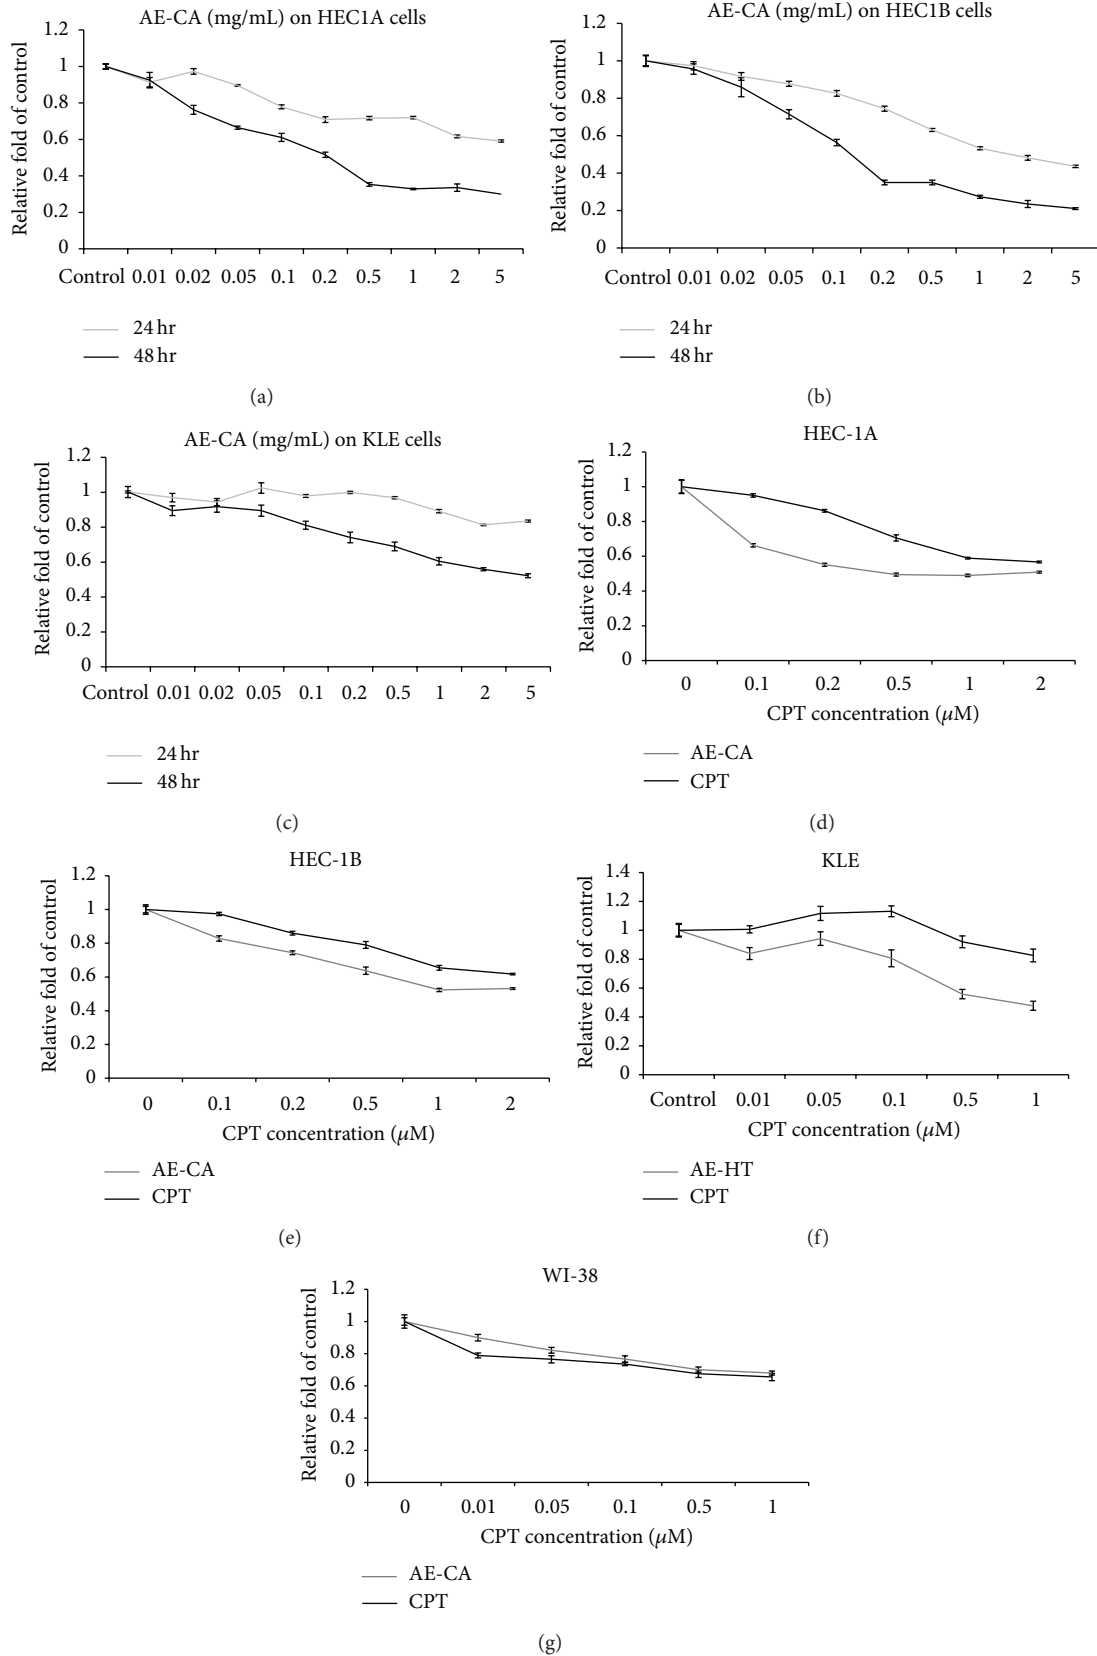 AE-CA (mg/mL) on HEC1A cells
Relative fold of control
1.2
1
0.8
0.6
0.4
0.2
0
Control 0.01 0.02 0.05 0.1 0.2 0.5 1 2 5
24 hr
48 hr
(a)
AE-CA (mg/mL) on HEC1B cells
Relative fold of control
1.2
1
0.8
0.6
0.4
0.2
0
Control 0.01 0.02 0.05 0.1 0.2 0.5 1 2 5
24 hr
48 hr
(b)
AE-CA (mg/mL) on KLE cells
Relative fold of control
1.2
1
0.8
0.6
0.4
0.2
0
Control 0.01 0.02 0.05 0.1 0.2 0.5 1 2 5
24 hr
48 hr
(c)
HEC-1A
Relative fold of control
1.2
1
0.8
0.6
0.4
0.2
0
0 0.1 0.2 0.5 1 2
CPT concentration (μM)
AE-CA
CPT
(d)
HEC-1B
Relative fold of control
1.2
1
0.8
0.6
0.4
0.2
0
0 0.1 0.2 0.5 1 2
CPT concentration (μM)
AE-CA
CPT
(e)
KLE
Relative fold of control
1.4
1.2
1
0.8
0.6
0.4
0.2
0
Control 0.01 0.05 0.1 0.5 1
CPT concentration (μM)
AE-HT
CPT
(f)
WI-38
Relative fold of control
1.2
1
0.8
0.6
0.4
0.2
0
0 0.01 0.05 0.1 0.5 1
CPT concentration (μM)
AE-CA
CPT
(g)